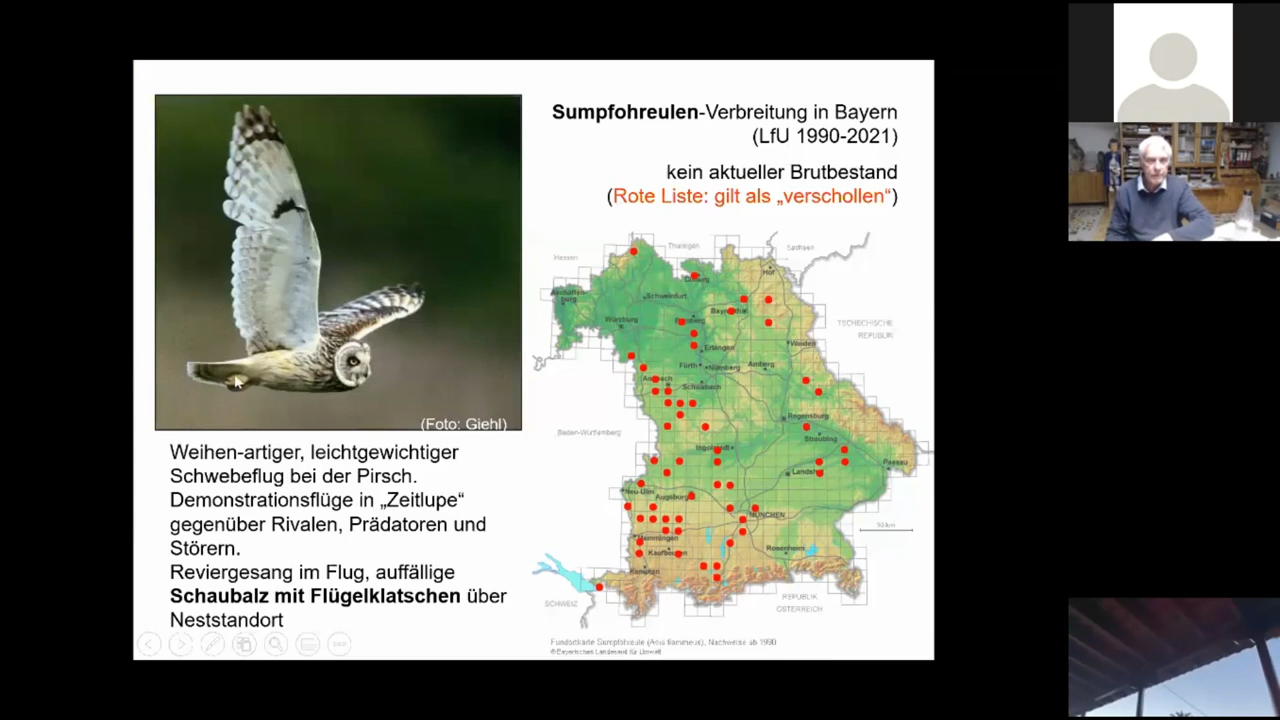 (Foto: Giehl)
Weihen-artiger, leichtgewichtiger
Schwebeflug bei der Pirsch.
Demonstrationsflüge in „Zeitlupe“
gegenüber Rivalen, Prädatoren und
Störern.
Reviergesang im Flug, auffällige
Schaubalz mit Flügelklatschen über
Neststandort
Sumpfohreulen-Verbreitung in Bayern
(LfU 1990-2021)
kein aktueller Brutbestand
(Rote Liste: gilt als „verschollen“)
Thüringen
Sachsen
Hessen
Hof
Coburg
Aschaffen-
burg
Schweinfurt
Würzburg
Bamberg
Bayreuth
TSCHECHISCHE
REPUBLIK
Weiden
Erlangen
Fürth
Nürnberg
Amberg
Ansbach
Schwabach
Regensburg
Baden-Württemberg
Straubing
Ingolstadt
Passau
Landshut
Neu-Ulm
Augsburg
MÜNCHEN
Memmingen
Kaufbeuren
Rosenheim
Kempten
SCHWEIZ
REPUBLIK
ÖSTERREICH
Fundortkarte Sumpfohreule (Asio flammeus), Nachweise ab 1990
©Bayerisches Landesamt für Umwelt